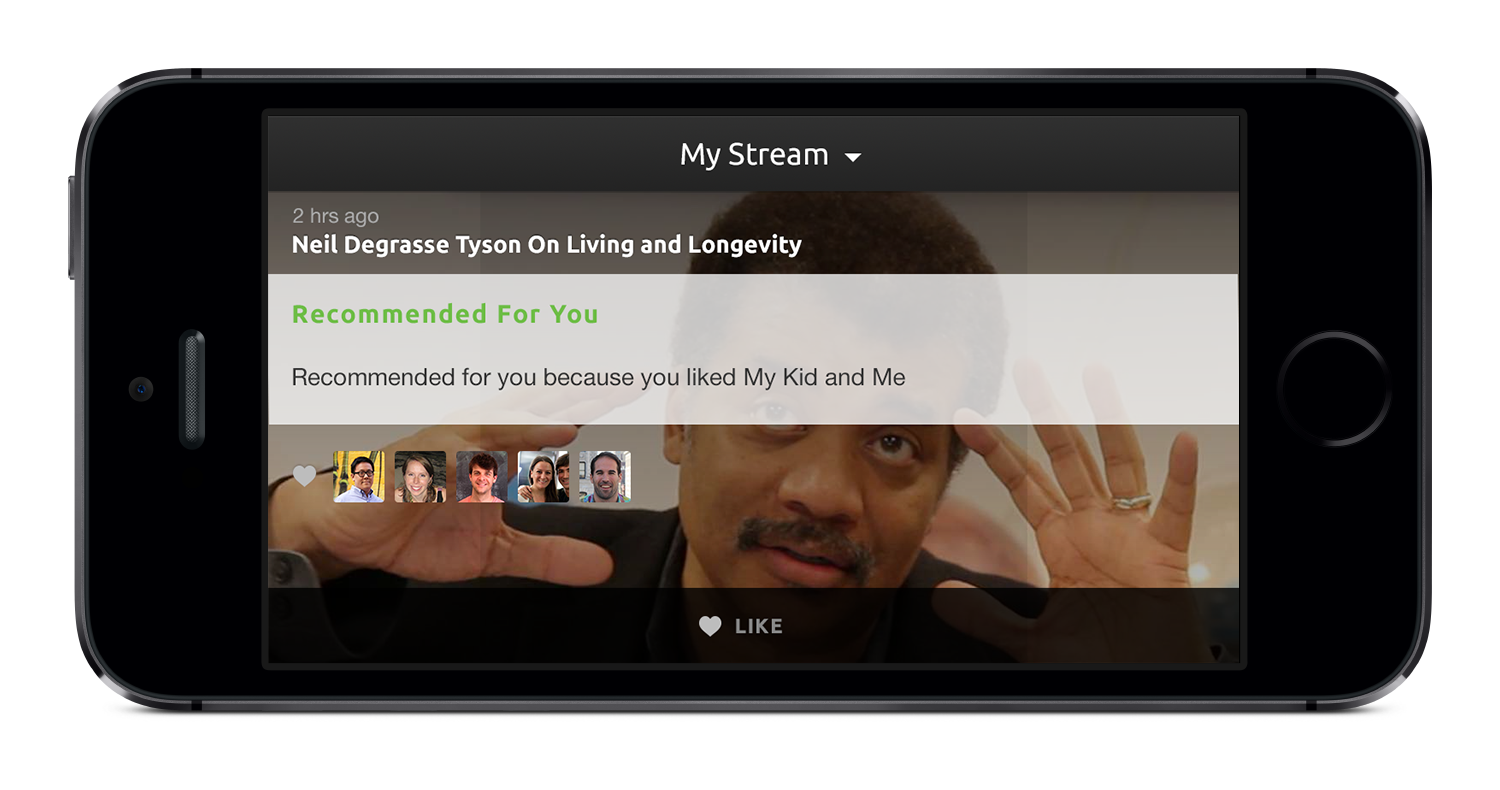 My Stream
2 hrs ago
Neil Degrasse Tyson On Living and Longevity
Recommended For You
Recommended for you because you liked My Kid and Me
LIKE